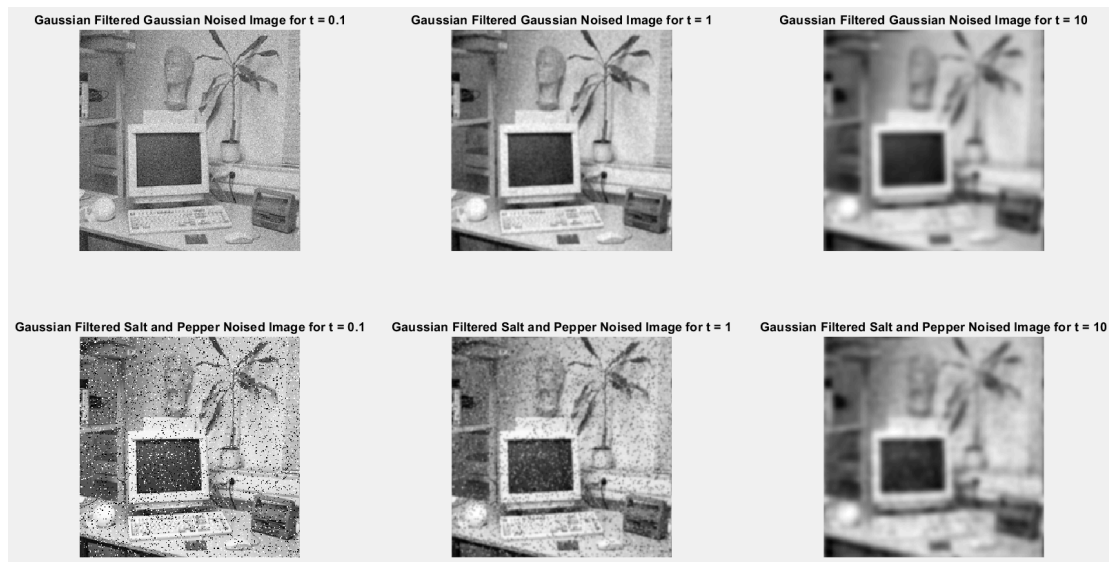 Gaussian Filtered Gaussian Noised Image for t = 0.1
Gaussian Filtered Gaussian Noised Image for t = 1
Gaussian Filtered Gaussian Noised Image for t = 10
Gaussian Filtered Salt and Pepper Noised Image for t = 0.1
Gaussian Filtered Salt and Pepper Noised Image for t = 1
Gaussian Filtered Salt and Pepper Noised Image for t = 10